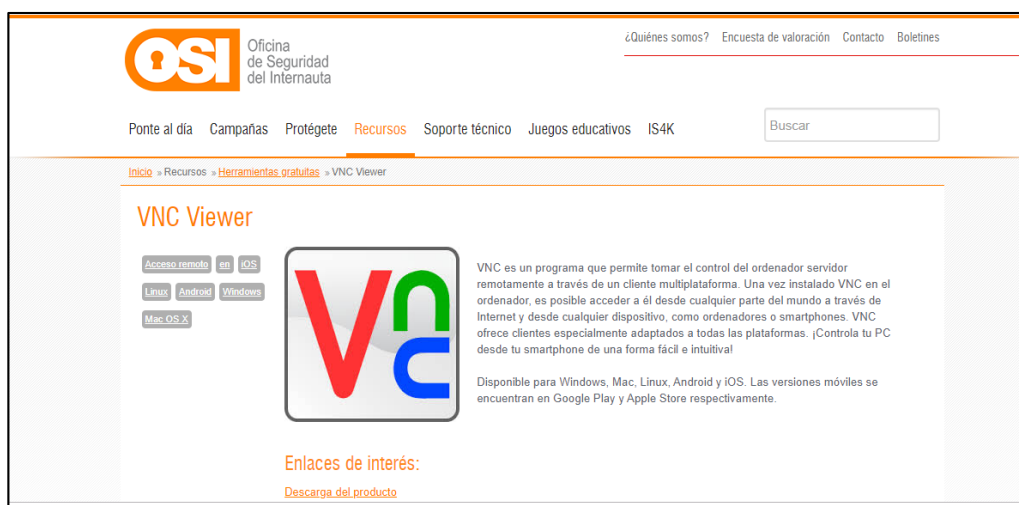 OSI
Oficina
de Seguridad
del Internauta
¿Quiénes somos? Encuesta de valoración Contacto Boletines
Ponte al día Campañas Protégete Recursos Soporte técnico Juegos educativos IS4K
Buscar
Inicio » Recursos » Herramientas gratuitas » VNC Viewer
VNC Viewer
Acceso remoto en iOS
Linux Android Windows
Mac OS X
Vnc
VNC es un programa que permite tomar el control del ordenador servidor
remotamente a través de un cliente multiplataforma. Una vez instalado VNC en el
ordenador, es posible acceder a él desde cualquier parte del mundo a través de
Internet y desde cualquier dispositivo, como ordenadores o smartphones. VNC
ofrece clientes especialmente adaptados a todas las plataformas. ¡Controla tu PC
desde tu smartphone de una forma fácil e intuitiva!
Disponible para Windows, Mac, Linux, Android y iOS. Las versiones móviles se
encuentran en Google Play y Apple Store respectivamente.
Enlaces de interés:
Descarga del producto